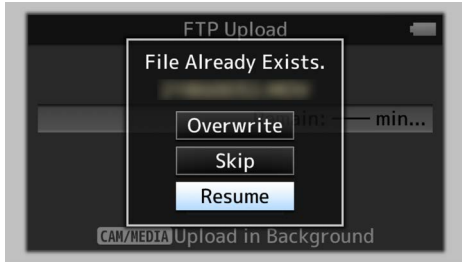 FTP Upload
File Already Exists.
Overwrite
min...
Skip
Resume
CAM/MEDIA Upload in Background